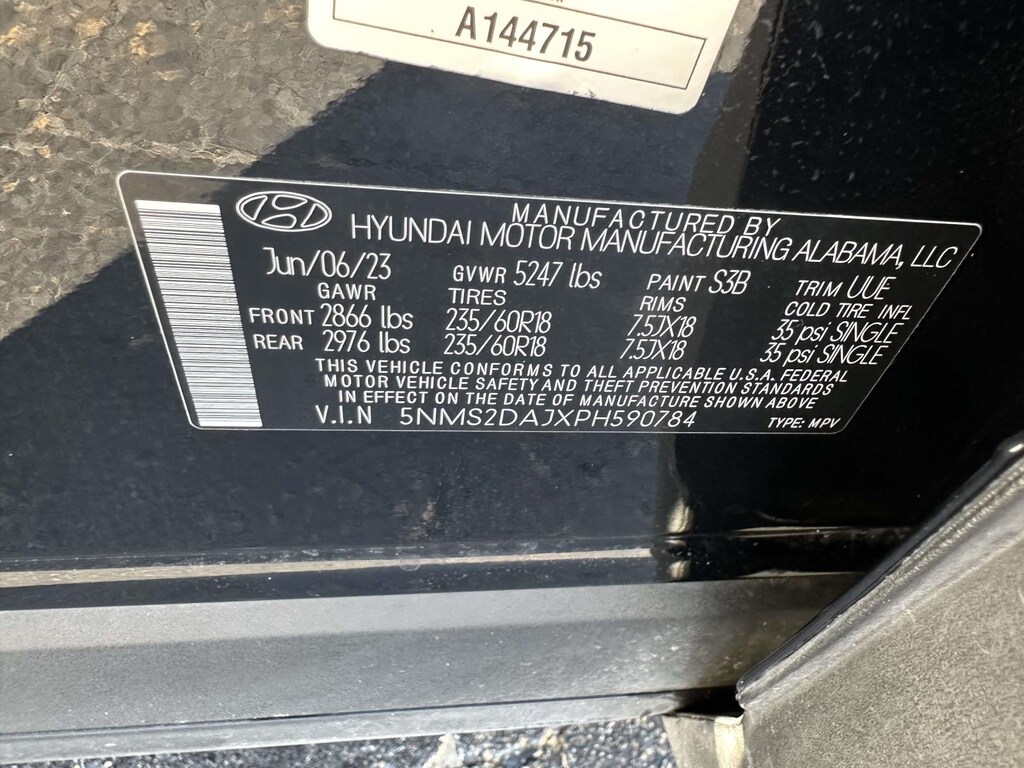 A144715
MANUFACTURED BY
HYUNDAI MOTOR MANUFACTURING ALABAMA, LLC
Jun/06/23 GVWR 5247 lbs PAINT S3B TRIM UUE
GAWR TIRES RIMS COLD TIRE INFL
FRONT 2866 lbs 235/60R18 7.5JX18 35 psi SINGLE
REAR 2976 lbs 235/60R18 7.5JX18 35 psi SINGLE
THIS VEHICLE CONFORMS TO ALL APPLICABLE U.S.A. FEDERAL
MOTOR VEHICLE SAFETY AND THEFT PREVENTION STANDARDS
IN EFFECT ON THE DATE OF MANUFACTURE SHOWN ABOVE
V.I.N 5NMS2DAJXPH590784 TYPE: MPV